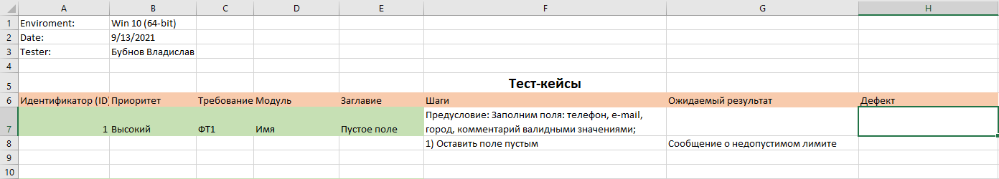 A B C D E F G H
1 Enviroment: Win 10 (64-bit)
2 Date: 9/13/2021
3 Tester: Бубнов Владислав
4
5 Тест-кейсы
6 Идентификатор (ID Приоритет Требование Модуль Заглавие Шаги Ожидаемый результат Дефект
Предусловие: Заполним поля: телефон, e-mail,
7 1 Высокий ФТ1 Имя Пустое поле город, комментарий валидными значениями;
8 1) Оставить поле пустым Сообщение о недопустимом лимите
9
10